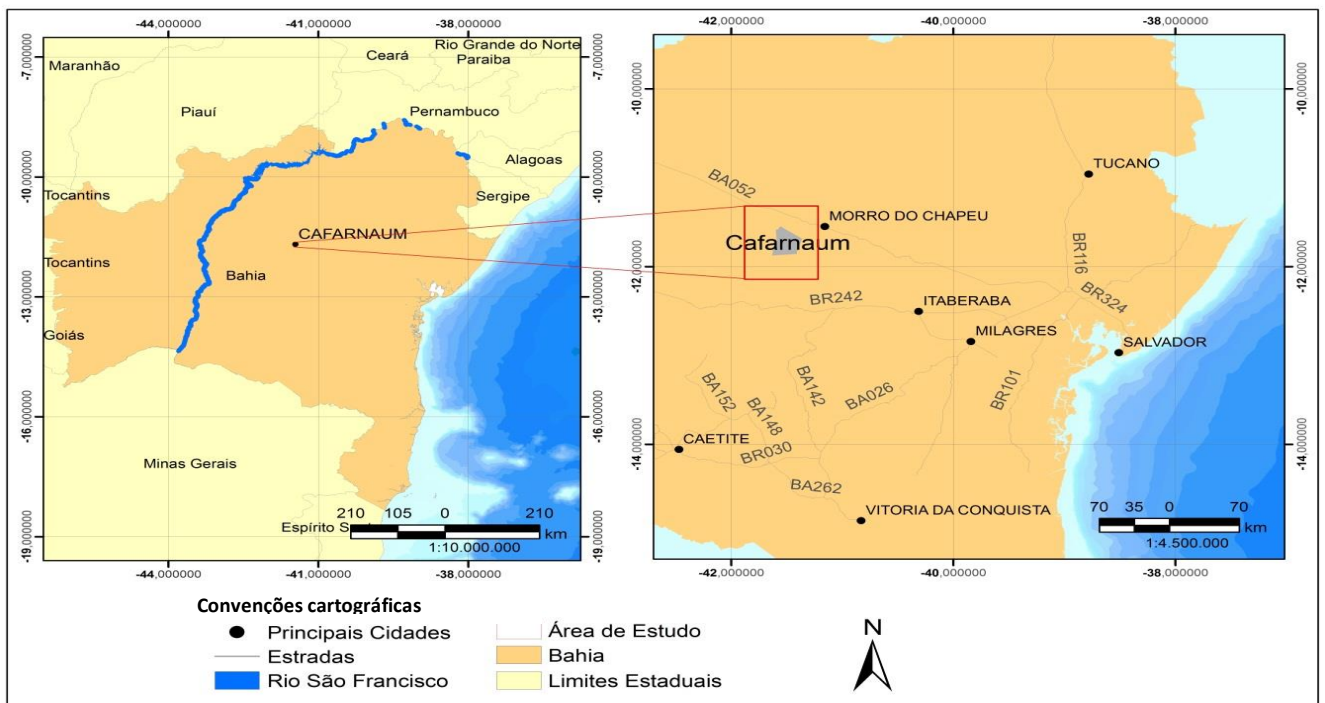 -44,000000
-41,000000
-38,000000
-7,000000
-10,000000
-13,000000
-16,000000
-19,000000
Rio Grande do Norte
Ceará
Paraiba
Maranhão
Piauí
Pernambuco
Alagoas
Sergipe
Tocantins
CAFARNAUM
Tocantins
Bahia
Goiás
Minas Gerais
210 105 0 210
km
1:10.000.000
-7,000000
-10,000000
-13,000000
-16,000000
-19,000000
-44,000000
-41,000000
-38,000000
-42,000000
-40,000000
-38,000000
-10,000000
-12,000000
-14,000000
TUCANO
BA052
MORRO DO CHAPEU
Cafarnaum
BR116
BR242
BR324
ITABERABA
MILAGRES
SALVADOR
BA152
BA148
BA142
BA026
BR101
CAETITE
BR030
BA262
VITORIA DA CONQUISTA
70 35 0 70
km
1:4.500.000
-10,000000
-12,000000
-14,000000
-42,000000
-40,000000
-38,000000
Convenções cartográficas
Principais Cidades
Estradas
Rio São Francisco
Área de Estudo
Bahia
Limites Estaduais
N